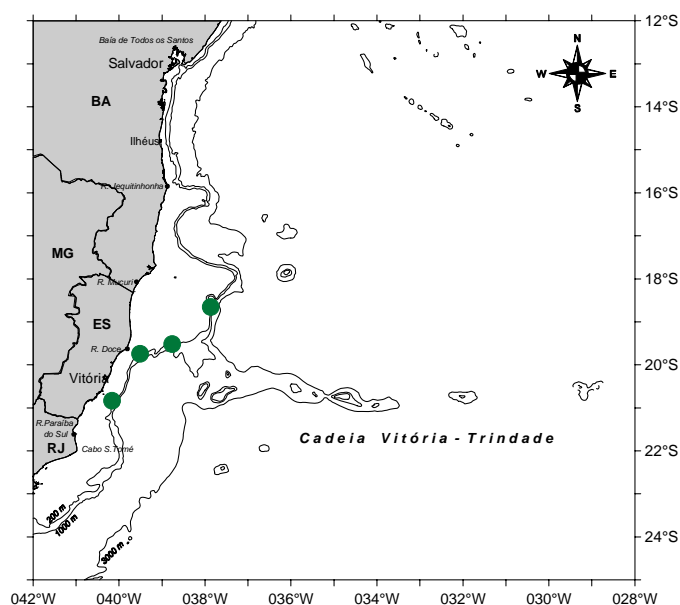 12°S
Baía de Todos os Santos
N
Salvador
W
E
BA
S
14°S
Ilhéus
R. Jequitinhonha
16°S
MG
R. Mucuri
18°S
ES
R. Doce
20°S
Vitória
R.Paraíba
do Sul
Cadeia Vitória - Trindade
RJ
Cabo S.Tomé
22°S
200 m
1000 m
3000 m
24°S
042°W
040°W
038°W
036°W
034°W
032°W
030°W
028°W